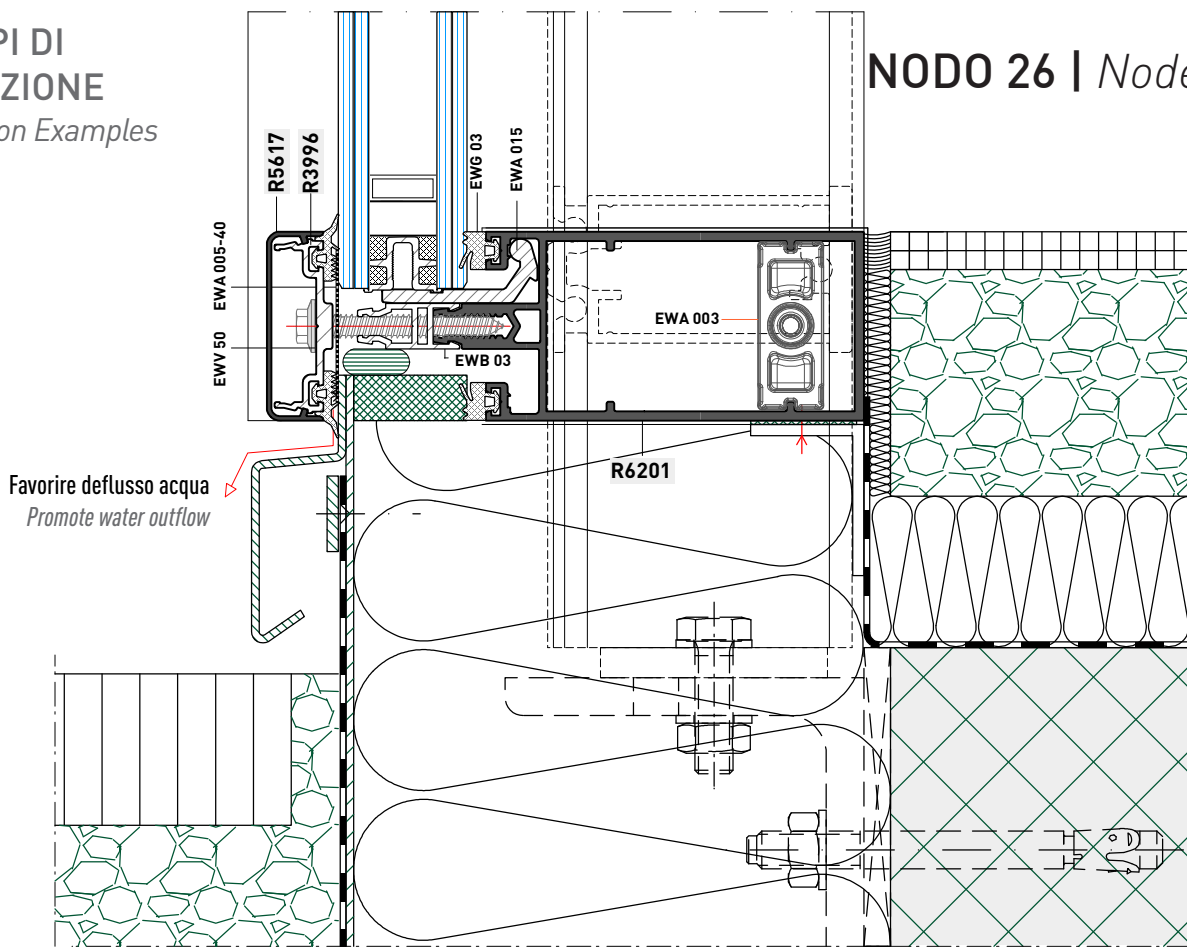 PI DI
ZIONE
on Examples
NODO 26 | Node
R5617
R3996
EWG 03
EWA 015
EWA 005-40
EWV 50
EWA 003
EWB 03
R6201
Favorire deflusso acqua
Promote water outflow